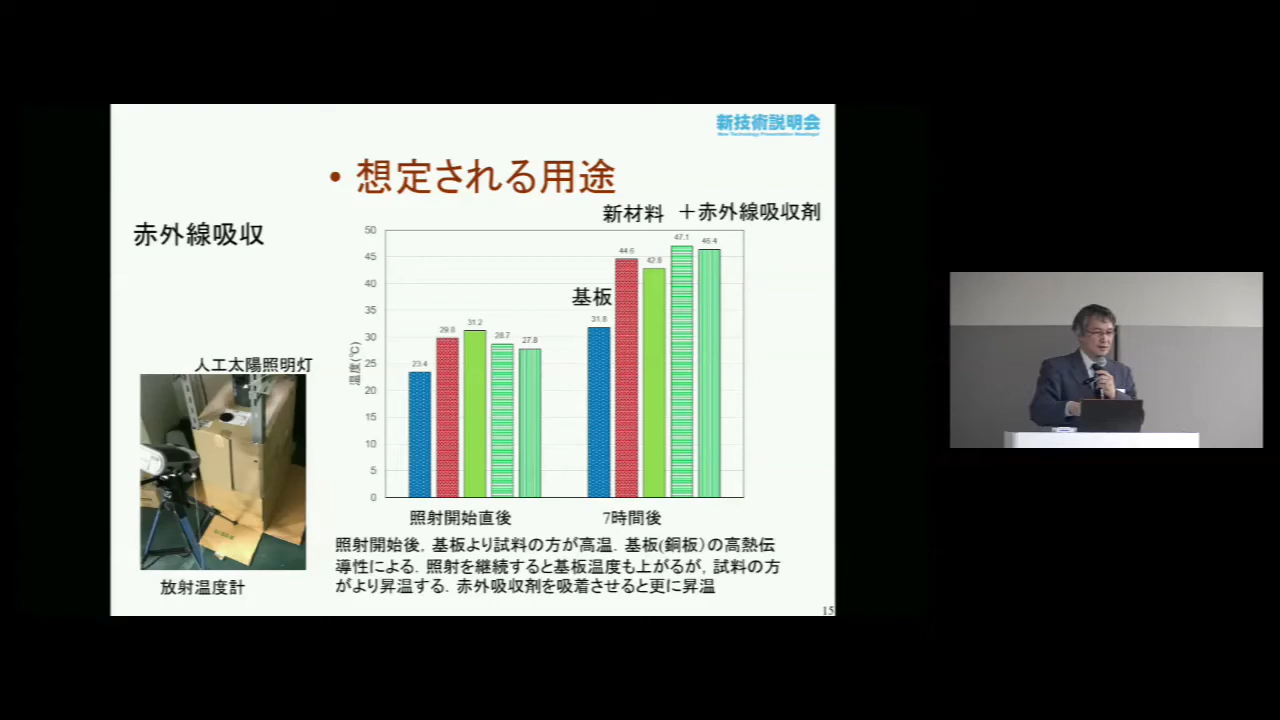 新技術説明会
New Technology Presentation Meetings!
• 想定される用途
新材料 ＋赤外線吸収剤
赤外線吸収
50
45
40
35
30
25
20
15
10
5
0
温度(℃)
基板
23.4
29.8
31.2
28.7
27.8
31.8
44.6
42.8
47.1
46.4
照射開始直後
7時間後
人工太陽照明灯
放射温度計
照射開始後，基板より試料の方が高温．基板(銅板）の高熱伝
導性による．照射を継続すると基板温度も上がるが，試料の方
がより昇温する．赤外吸収剤を吸着させると更に昇温
15